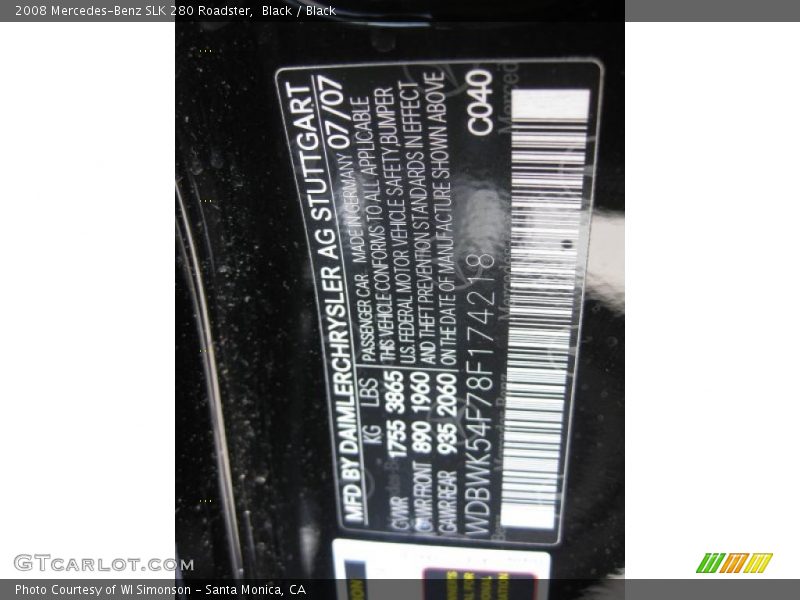 2008 Mercedes-Benz SLK 280 Roadster,  Black / Black
MFD BY DAIMLERCHRYSLER AG STUTTGART
KG LBS PASSENGER CAR MADE IN GERMANY 07/07
GVWR 1755 3865 THIS VEHICLE CONFORMS TO ALL APPLICABLE
GAWR FRONT 890 1960 U.S. FEDERAL MOTOR VEHICLE SAFETY, BUMPER
GAWR REAR 935 2060 AND THEFT PREVENTION STANDARDS IN EFFECT
ON THE DATE OF MANUFACTURE SHOWN ABOVE
WDBWK54F78F174218 C040
GTcarlot.com
Photo Courtesy of WI Simonson - Santa Monica, CA